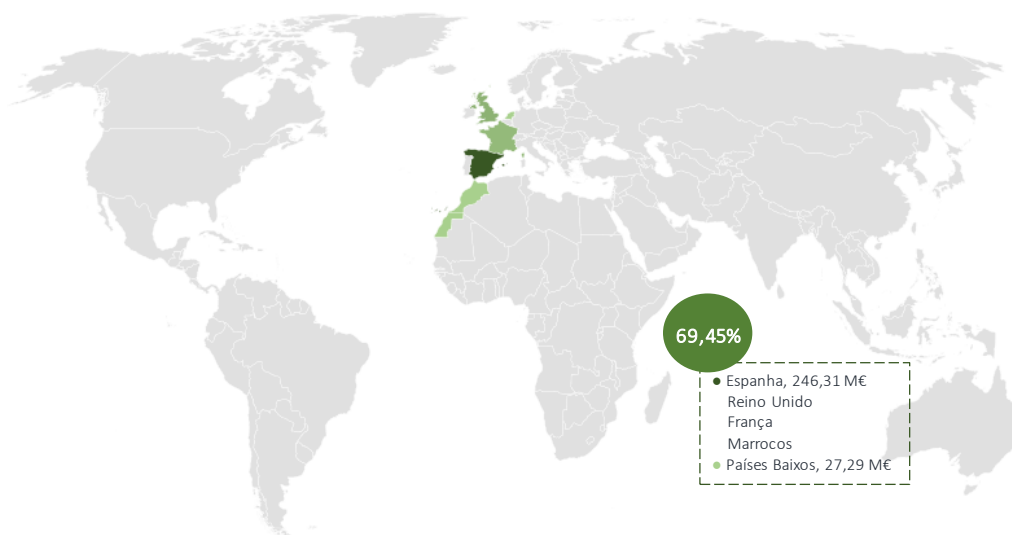 69,45%
Espanha, 246,31 M€
Reino Unido
França
Marrocos
Países Baixos, 27,29 M€